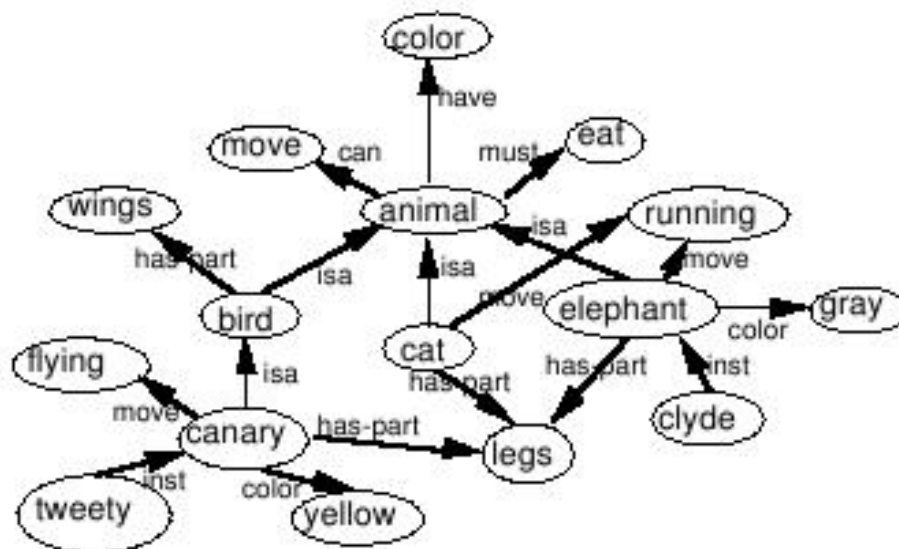 color
have
move
can
must
eat
wings
animal
running
has-part
isa
isa
isa
move
bird
move
elephant
gray
cat
color
flying
isa
has-part
has-part
inst
move
canary
has-part
legs
clyde
inst
color
tweety
yellow